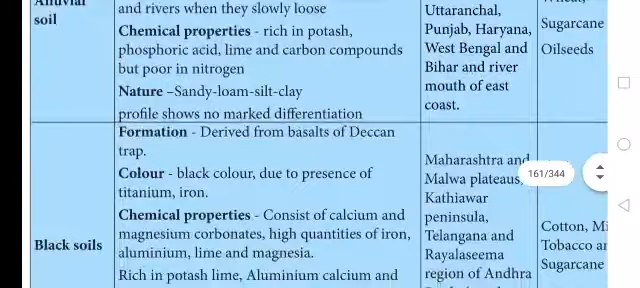 Alluvial
soil
and rivers when they slowly loose
Chemical properties - rich in potash,
phosphoric acid, lime and carbon compounds
but poor in nitrogen
Nature –Sandy-loam-silt-clay
profile shows no marked differentiation
Uttaranchal,
Punjab, Haryana,
West Bengal and
Bihar and river
mouth of east
coast.
Sugarcane
Oilseeds
Black soils
Formation - Derived from basalts of Deccan
trap.
Colour - black colour, due to presence of
titanium, iron.
Chemical properties - Consist of calcium and
magnesium corbonates, high quantities of iron,
aluminium, lime and magnesia.
Rich in potash lime, Aluminium calcium and
Maharashtra and
Malwa plateaus,
Kathiawar
peninsula,
Telangana and
Rayalaseema
region of Andhra
Cotton,
Tobacco
Sugarcane
161/344